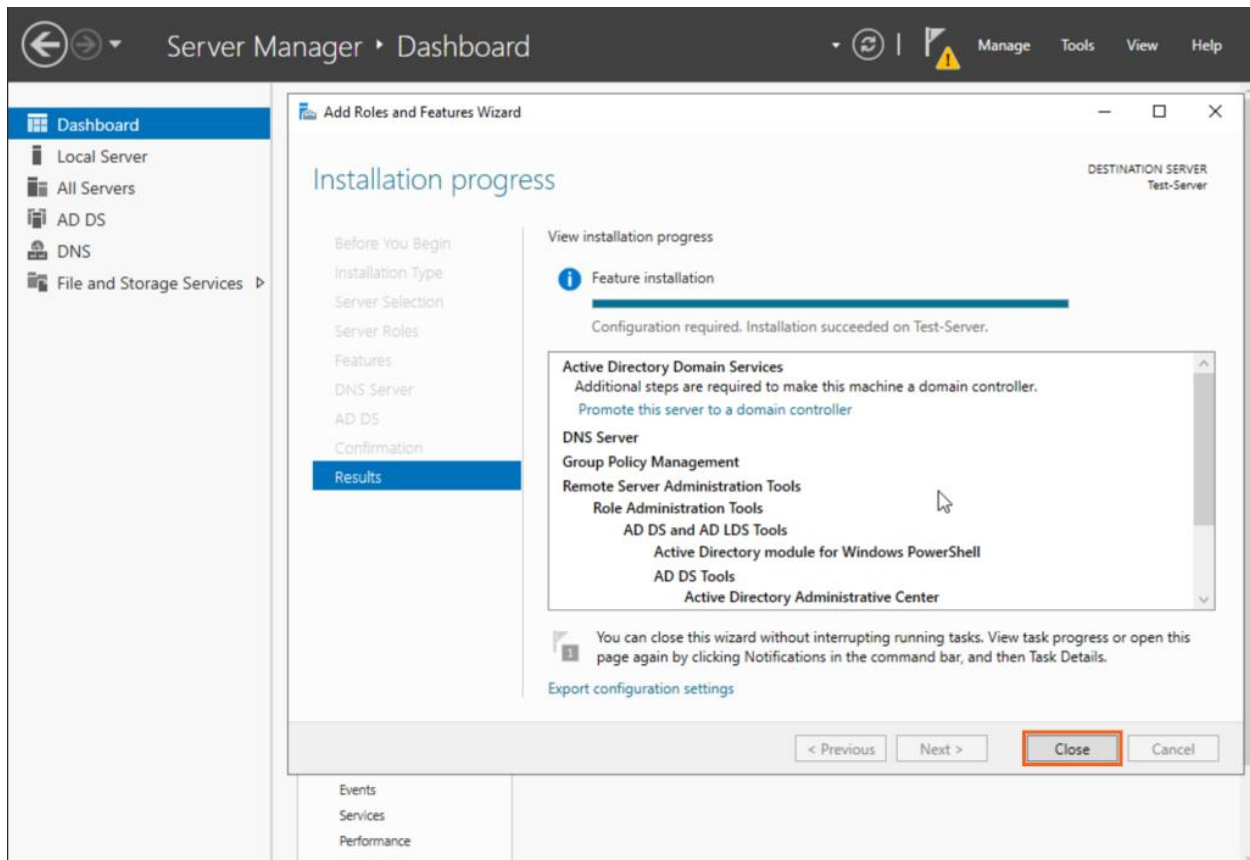 Server Manager ‣ Dashboard
Manage Tools View Help
Dashboard
Local Server
All Servers
AD DS
DNS
File and Storage Services
Add Roles and Features Wizard
Installation progress
DESTINATION SERVER
Test-Server
Before You Begin
Installation Type
Server Selection
Server Roles
Features
DNS Server
AD DS
Confirmation
Results
View installation progress
Feature installation
Configuration required. Installation succeeded on Test-Server.
Active Directory Domain Services
Additional steps are required to make this machine a domain controller.
Promote this server to a domain controller
DNS Server
Group Policy Management
Remote Server Administration Tools
Role Administration Tools
AD DS and AD LDS Tools
Active Directory module for Windows PowerShell
AD DS Tools
Active Directory Administrative Center
1
You can close this wizard without interrupting running tasks. View task progress or open this
page again by clicking Notifications in the command bar, and then Task Details.
Export configuration settings
< Previous Next > Close Cancel
Events
Services
Performance